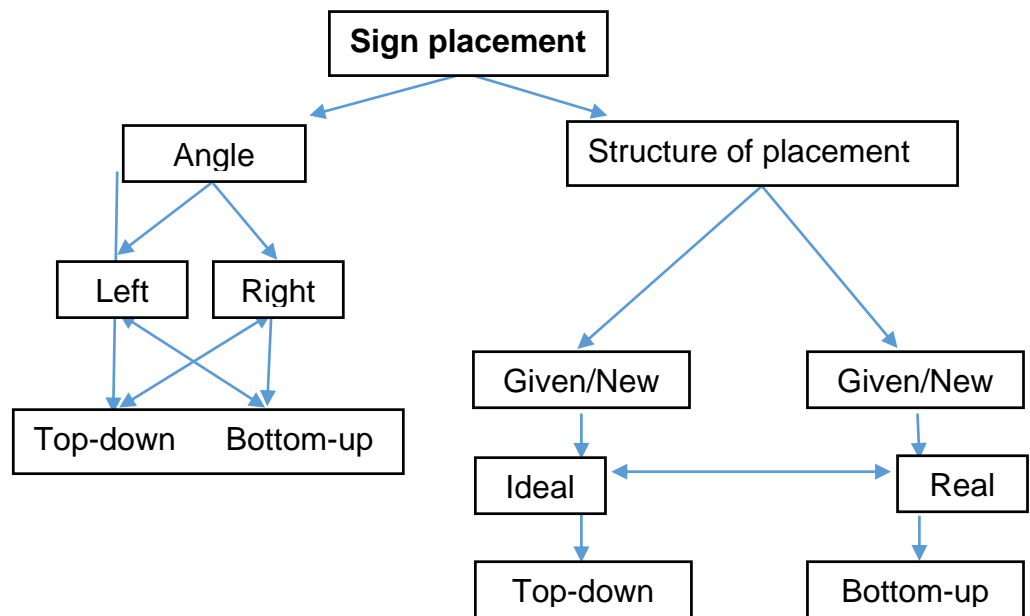 Sign placement
Angle
Structure of placement
Left
Right
Given/New
Given/New
Top-down Bottom-up
Ideal
Real
Top-down
Bottom-up